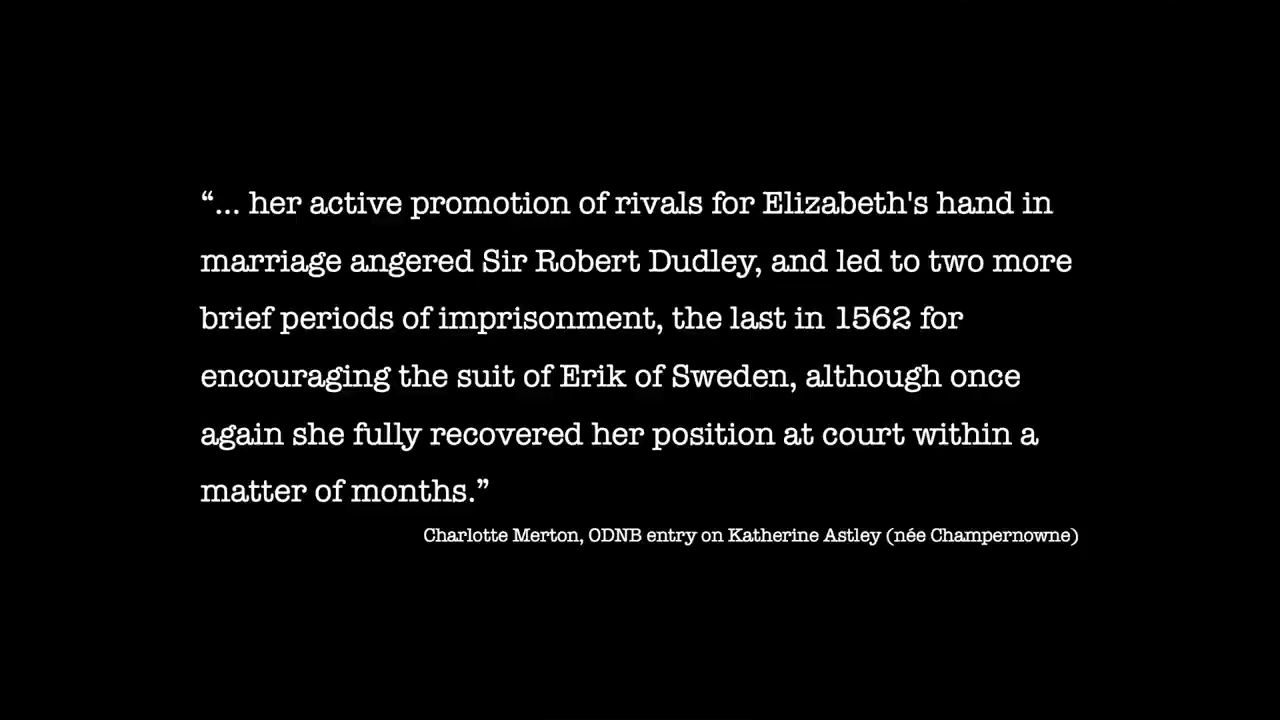 “... her active promotion of rivals for Elizabeth's hand in
marriage angered Sir Robert Dudley, and led to two more
brief periods of imprisonment, the last in 1562 for
encouraging the suit of Erik of Sweden, although once
again she fully recovered her position at court within a
matter of months.”
Charlotte Merton, ODNB entry on Katherine Astley (née Champernowne)